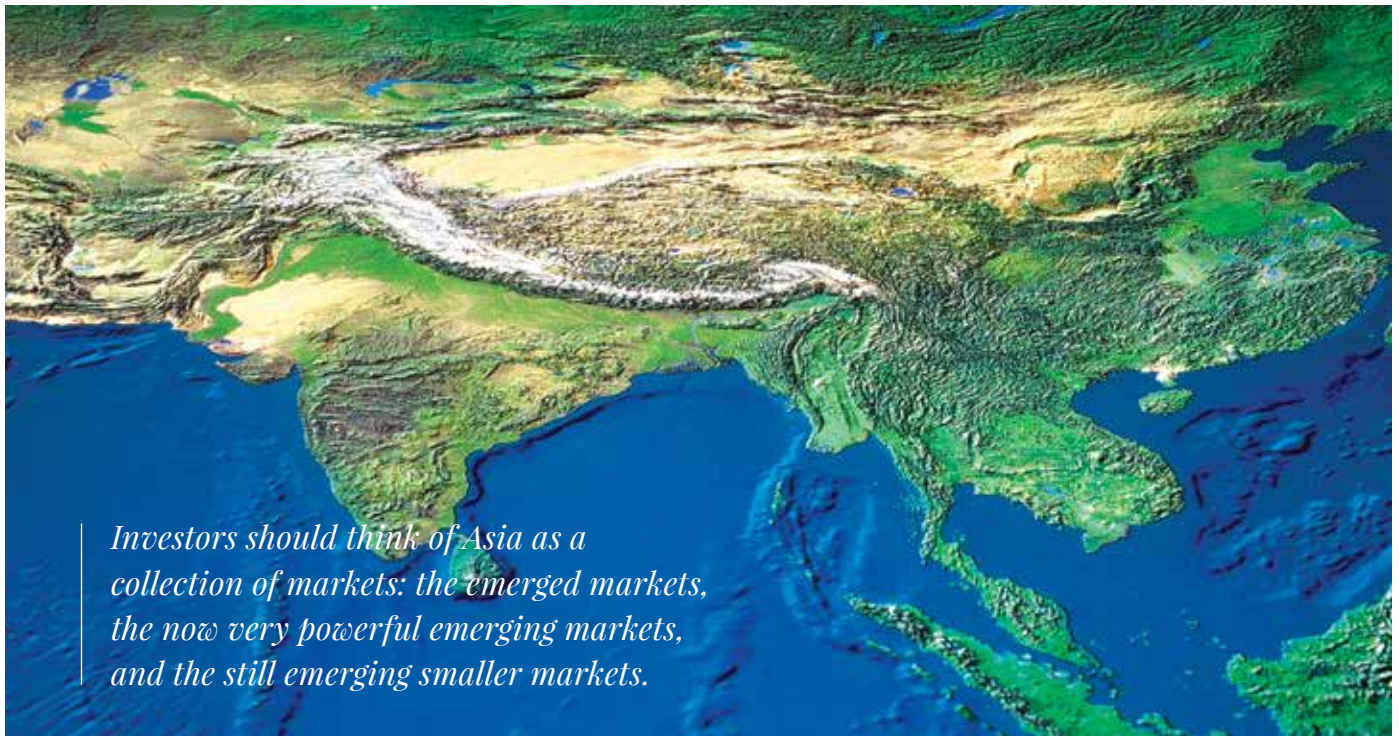 Investors should think of Asia as a
collection of markets: the emerged markets,
the now very powerful emerging markets,
and the still emerging smaller markets.